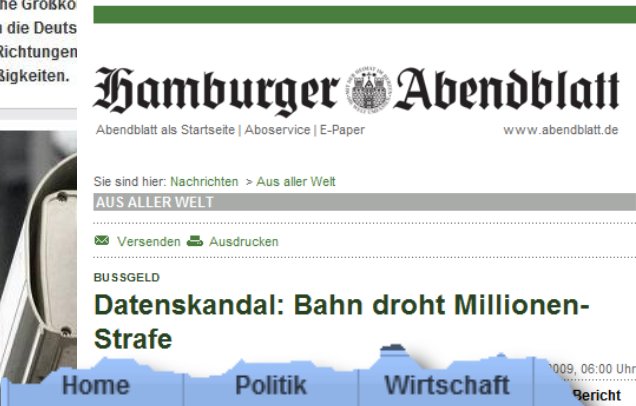 he Großko
die Deuts
Richtungen
ßigkeiten.
Hamburger Abendblatt
Abendblatt als Startseite | Aboservice | E-Paper
www.abendblatt.de
Sie sind hier: Nachrichten > Aus aller Welt
AUS ALLER WELT
Versenden Ausdrucken
BUSSGELD
Datenskandal: Bahn droht Millionen-
Strafe
2009, 06:00 Uhr
Bericht
Home Politik Wirtschaft